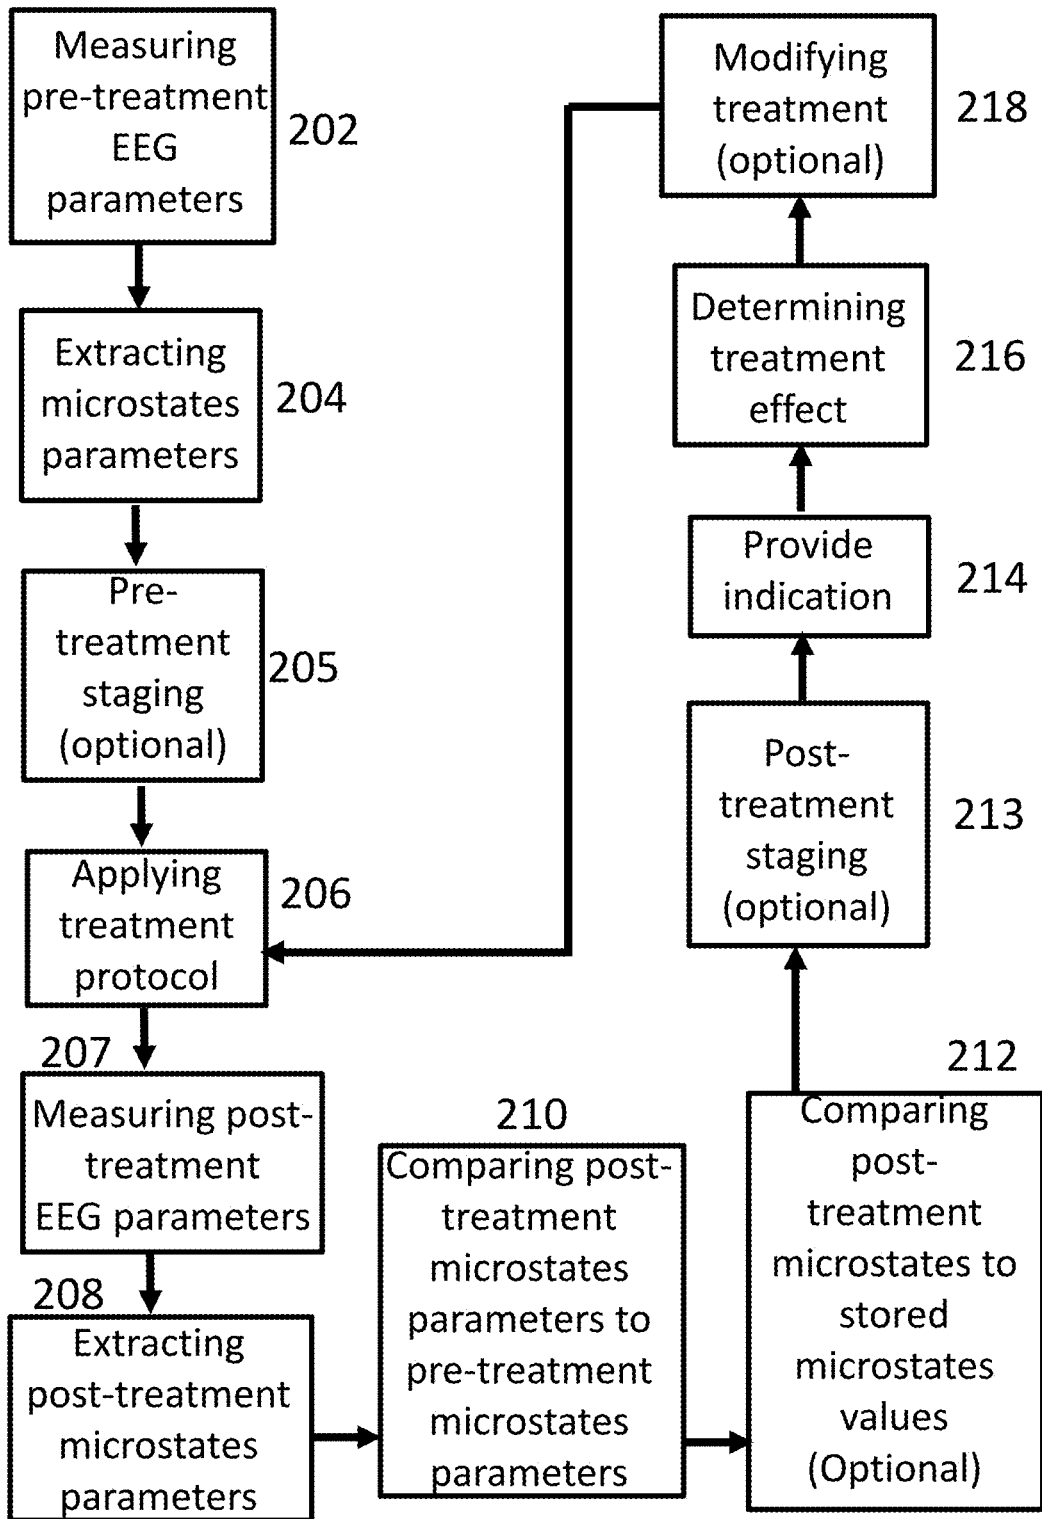 Measuring
pre-treatment
EEG
parameters
202
Extracting
microstates
parameters
204
Pre-
treatment
staging
(optional)
205
Applying
treatment
protocol
206
207
Measuring post-
treatment
EEG parameters
208
Extracting
post-treatment
microstates
parameters
210
Comparing post-
treatment
microstates
parameters to
pre-treatment
microstates
parameters
212
Comparing
post-
treatment
microstates to
stored
microstates
values
(Optional)
Post-
treatment
staging
(optional)
213
Provide
indication
214
Determining
treatment
effect
216
Modifying
treatment
(optional)
218